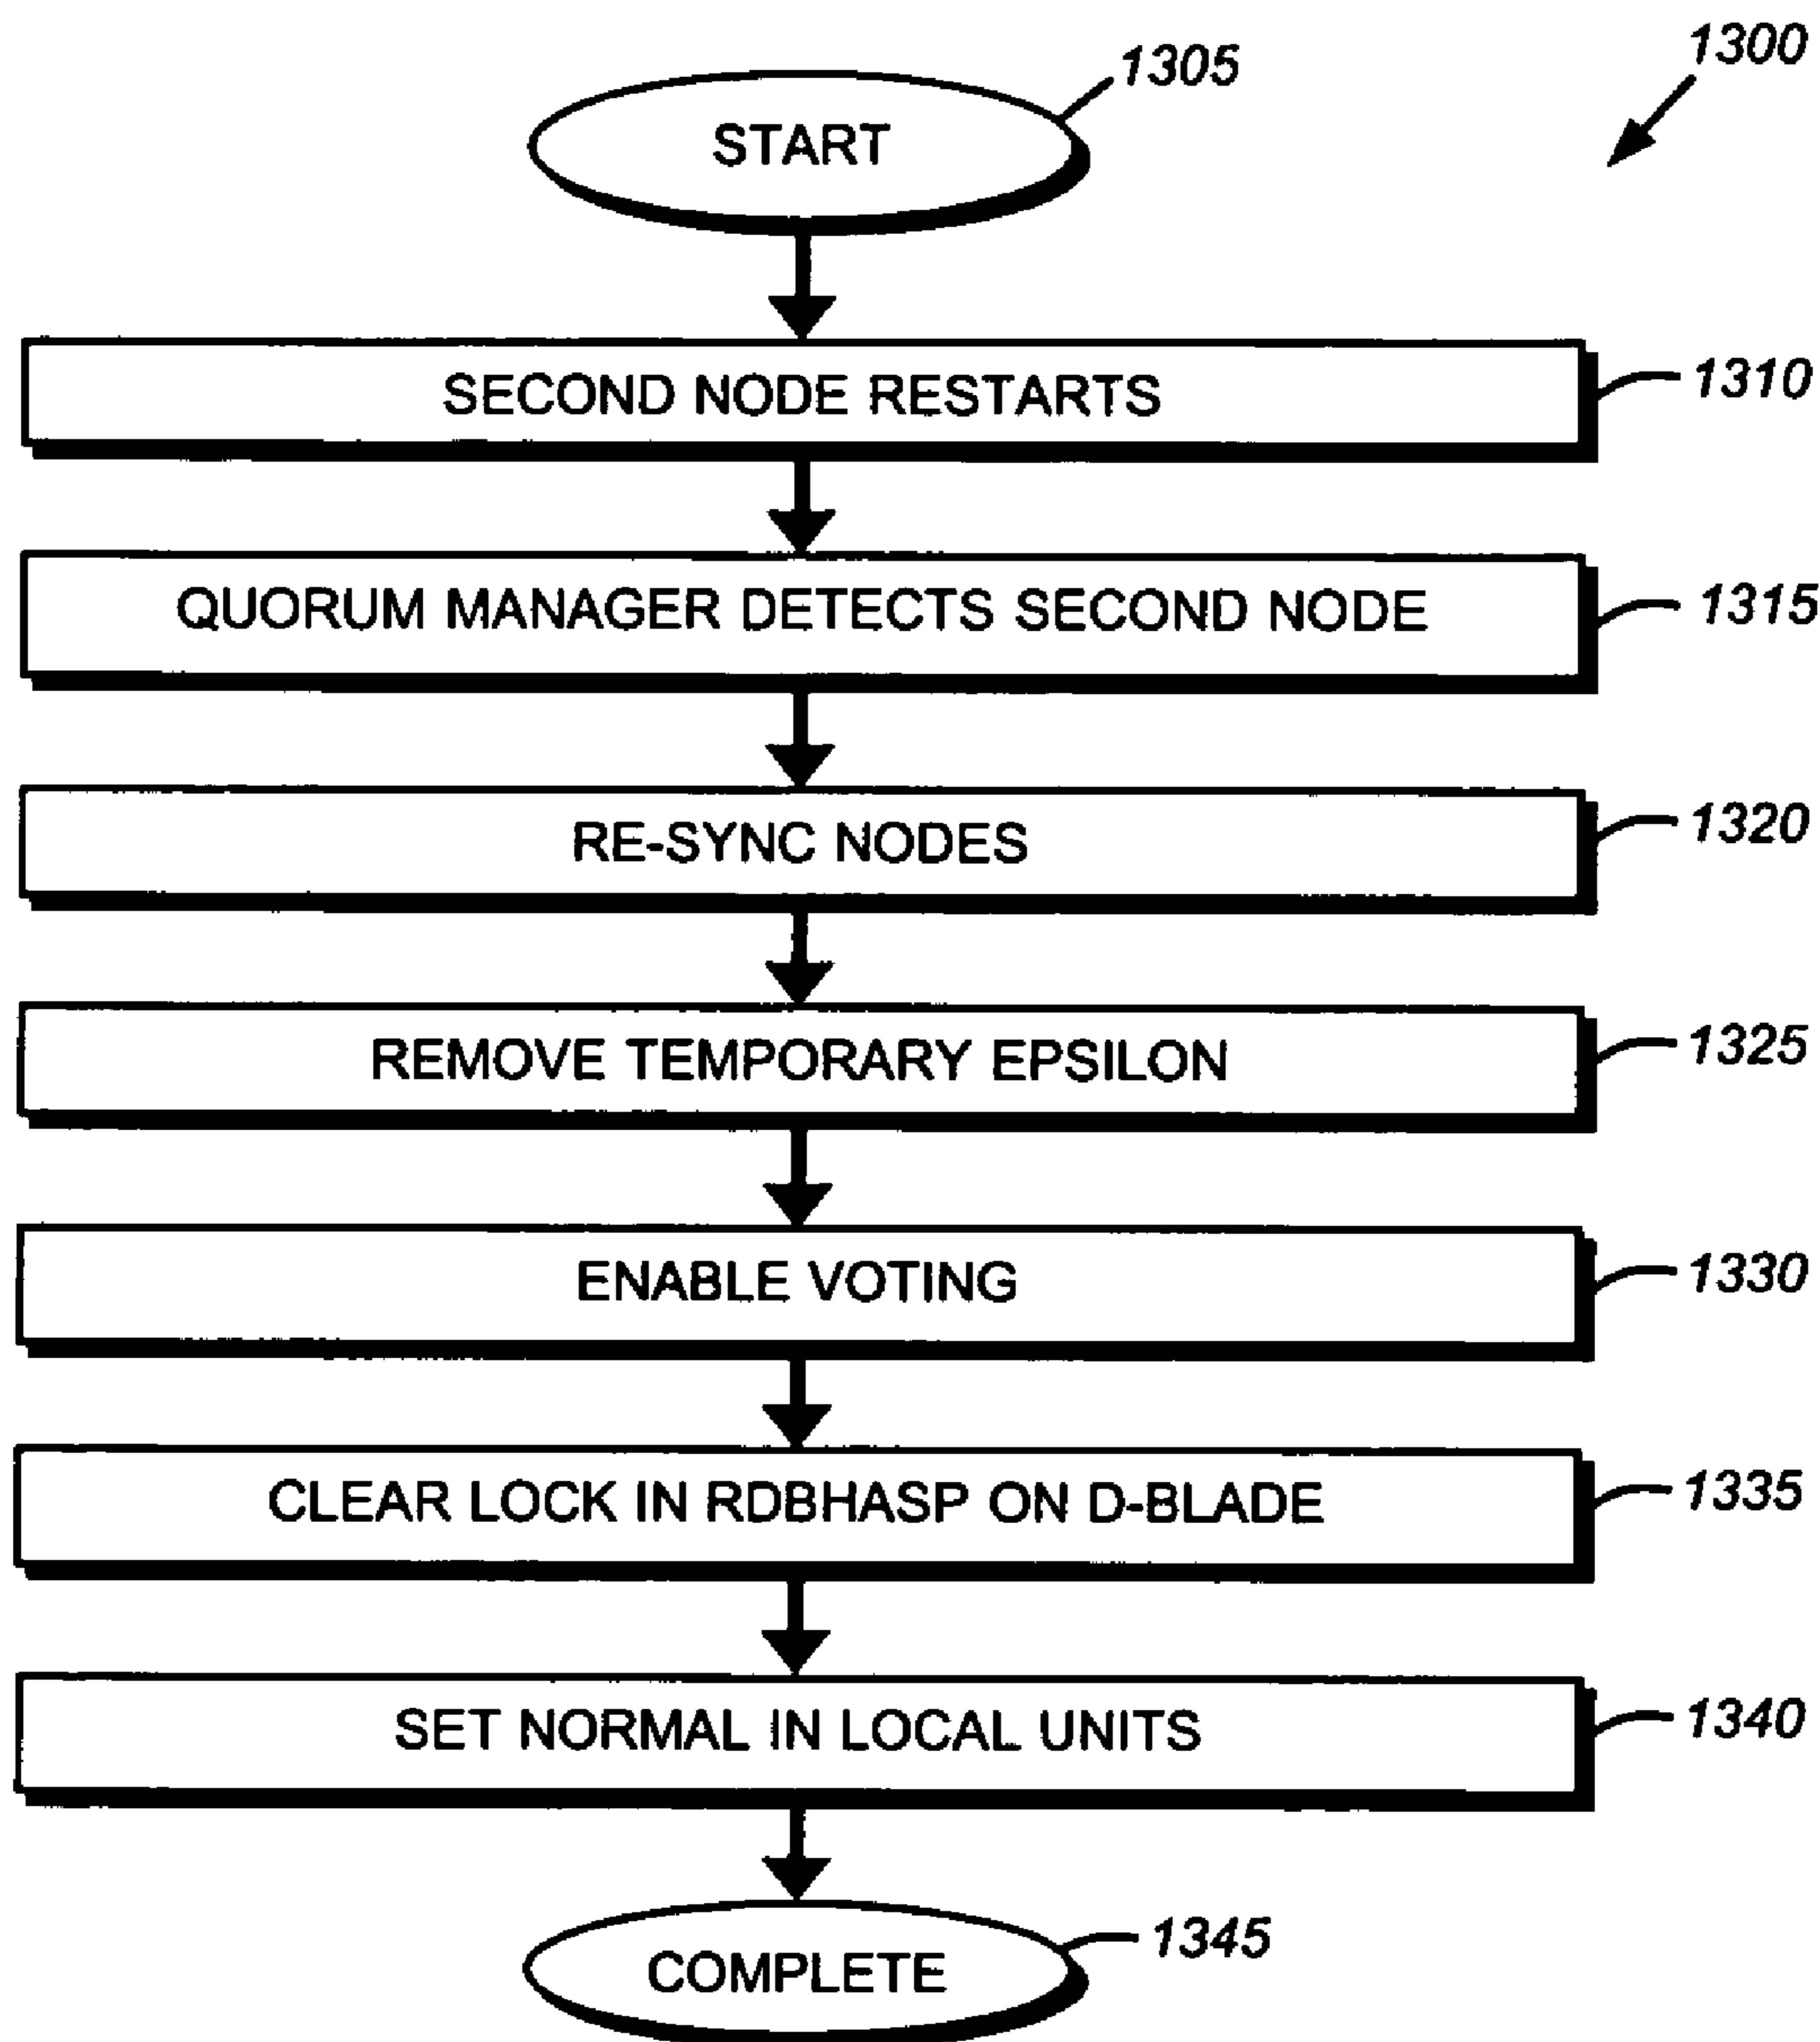 1300
START
1305
SECOND NODE RESTARTS
1310
QUORUM MANAGER DETECTS SECOND NODE
1315
RE-SYNC NODES
1320
REMOVE TEMPORARY EPSILON
1325
ENABLE VOTING
1330
CLEAR LOCK IN RDBHASP ON D-BLADE
1335
SET NORMAL IN LOCAL UNITS
1340
COMPLETE
1345